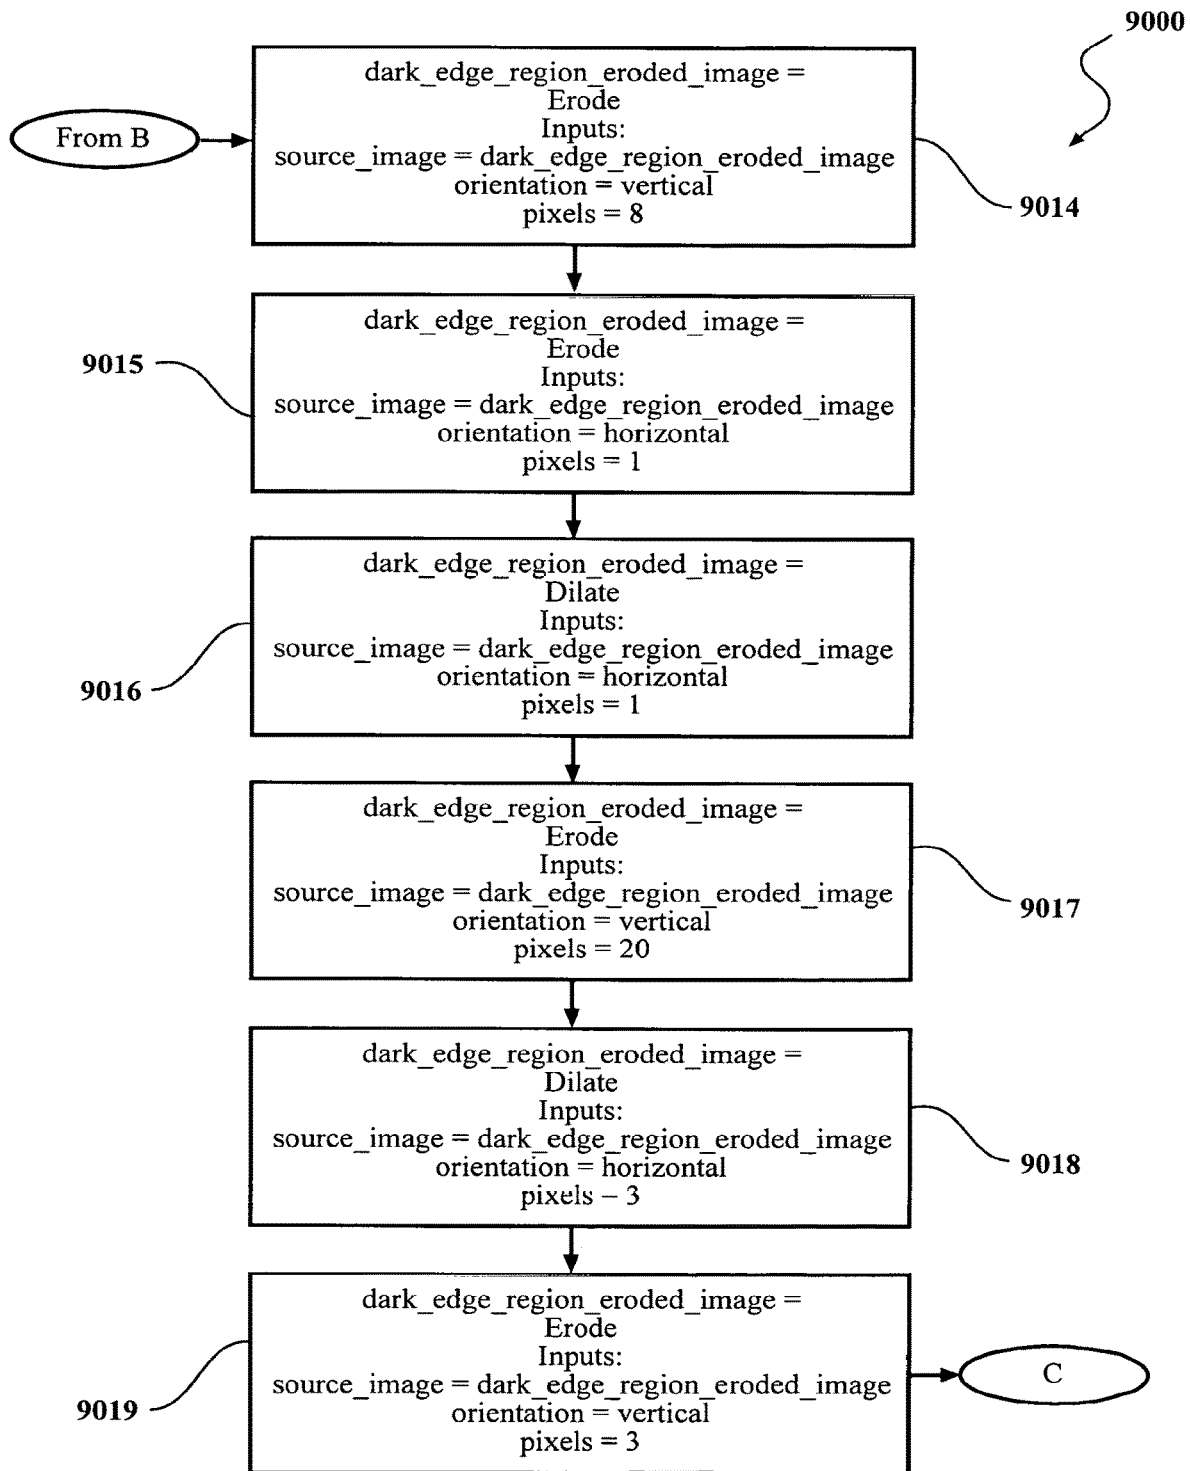 9000
From B
dark_edge_region_eroded_image =
Erode
Inputs:
source_image = dark_edge_region_eroded_image
orientation = vertical
pixels = 8
9014
dark_edge_region_eroded_image =
Erode
Inputs:
source_image = dark_edge_region_eroded_image
orientation = horizontal
pixels = 1
9015
dark_edge_region_eroded_image =
Dilate
Inputs:
source_image = dark_edge_region_eroded_image
orientation = horizontal
pixels = 1
9016
dark_edge_region_eroded_image =
Erode
Inputs:
source_image = dark_edge_region_eroded_image
orientation = vertical
pixels = 20
9017
dark_edge_region_eroded_image =
Dilate
Inputs:
source_image = dark_edge_region_eroded_image
orientation = horizontal
pixels – 3
9018
dark_edge_region_eroded_image =
Erode
Inputs:
source_image = dark_edge_region_eroded_image
orientation = vertical
pixels = 3
9019
C